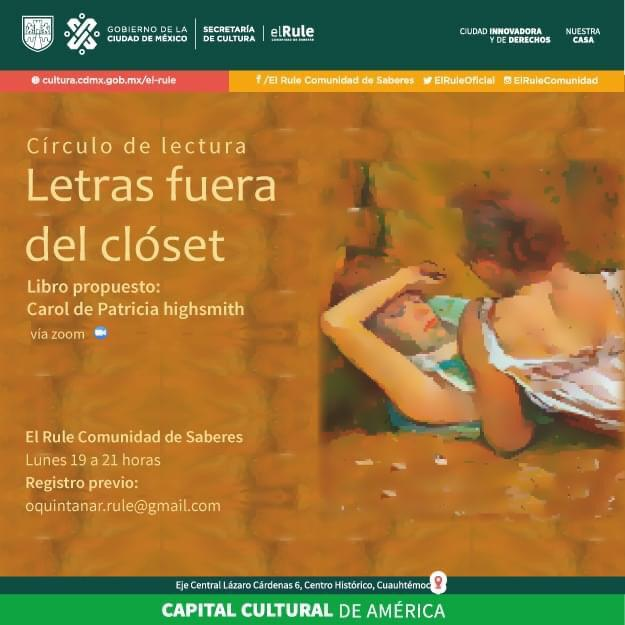 GOBIERNO DE LA
CIUDAD DE MÉXICO
SECRETARÍA
DE CULTURA
elRule
COMUNIDAD DE SABERES
CIUDAD INNOVADORA
Y DE DERECHOS
NUESTRA
CASA
cultura.cdmx.gob.mx/el-rule
/El Rule Comunidad de Saberes ElRuleOficial ElRuleComunidad
Círculo de lectura
Letras fuera
del clóset
Libro propuesto:
Carol de Patricia highsmith
vía zoom
El Rule Comunidad de Saberes
Lunes 19 a 21 horas
Registro previo:
oquintanar.rule@gmail.com
Eje Central Lázaro Cárdenas 6, Centro Histórico, Cuauhtémoc
CAPITAL CULTURAL DE AMÉRICA